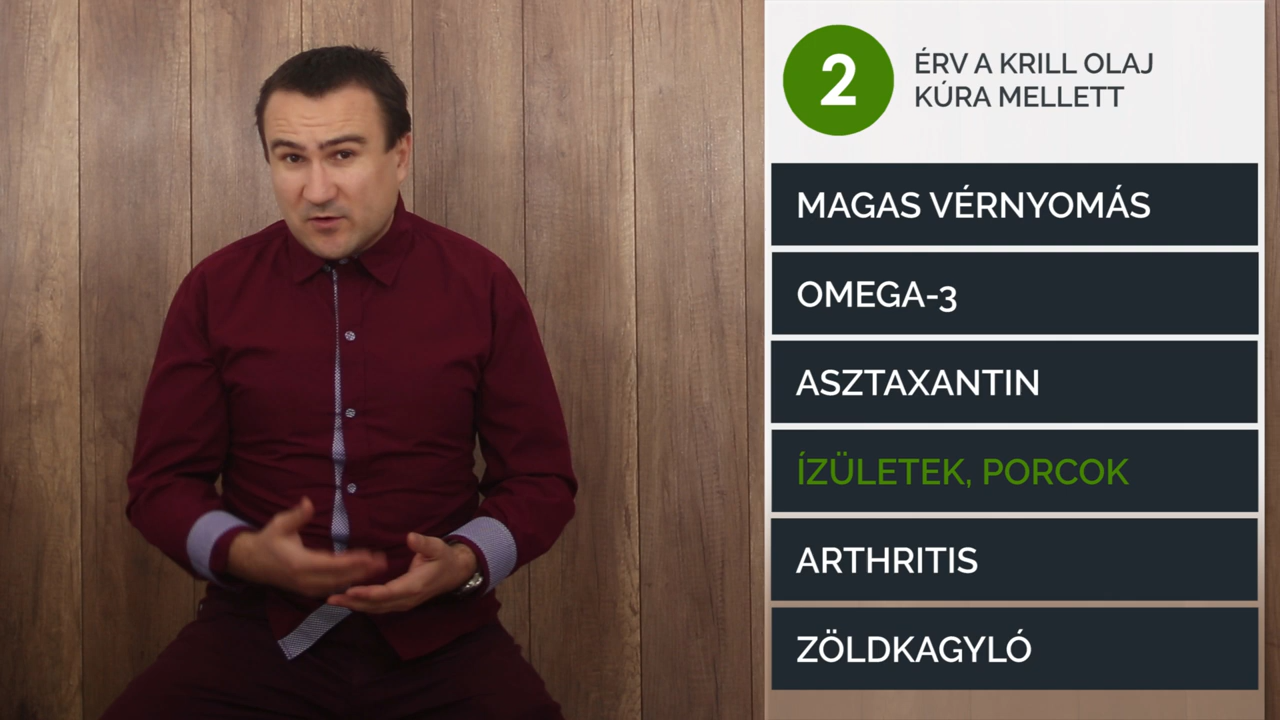 2
ÉRV A KRILL OLAJ
KÚRA MELLETT
MAGAS VÉRNYOMÁS
OMEGA-3
ASZTAXANTIN
ÍZÜLETEK, PORCOK
ARTHRITIS
ZÖLDKAGYLÓ